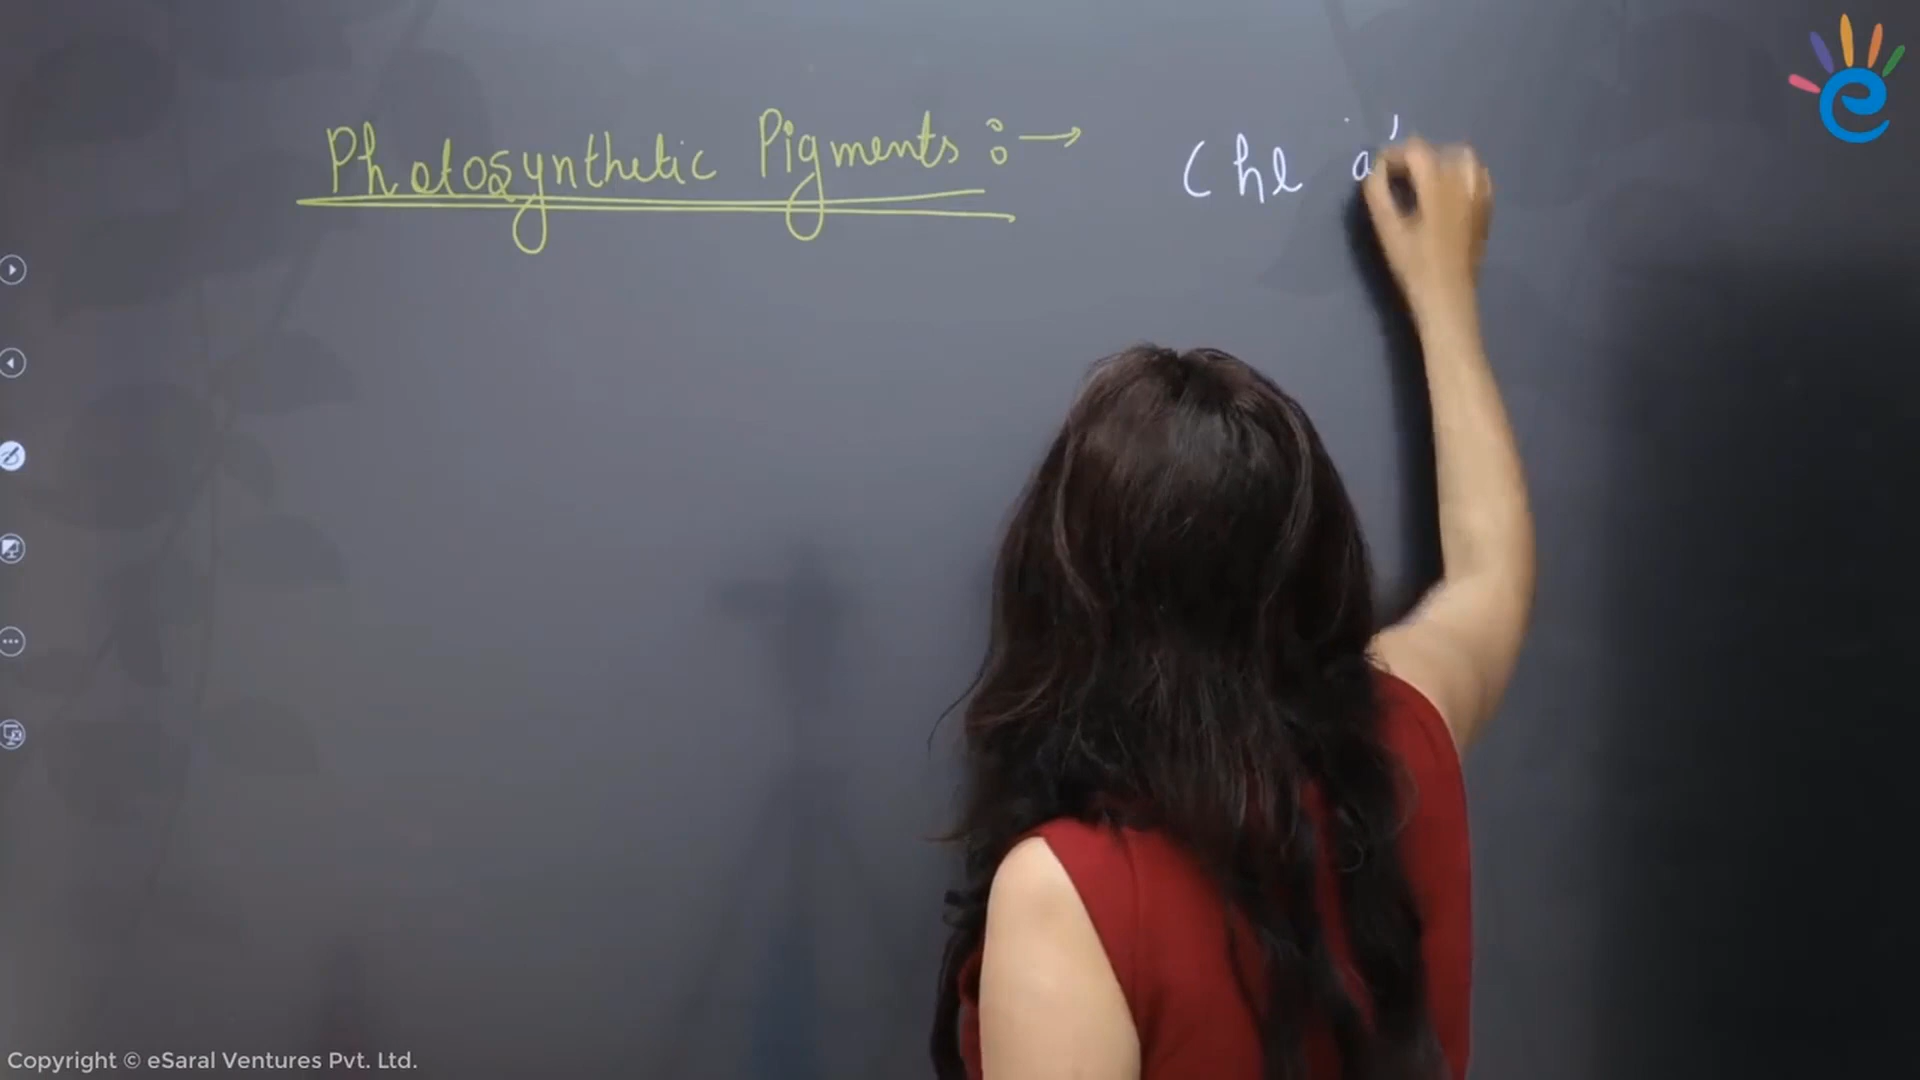 Photosynthetic Pigments :→ Chl 'a'
Copyright © eSaral Ventures Pvt. Ltd.